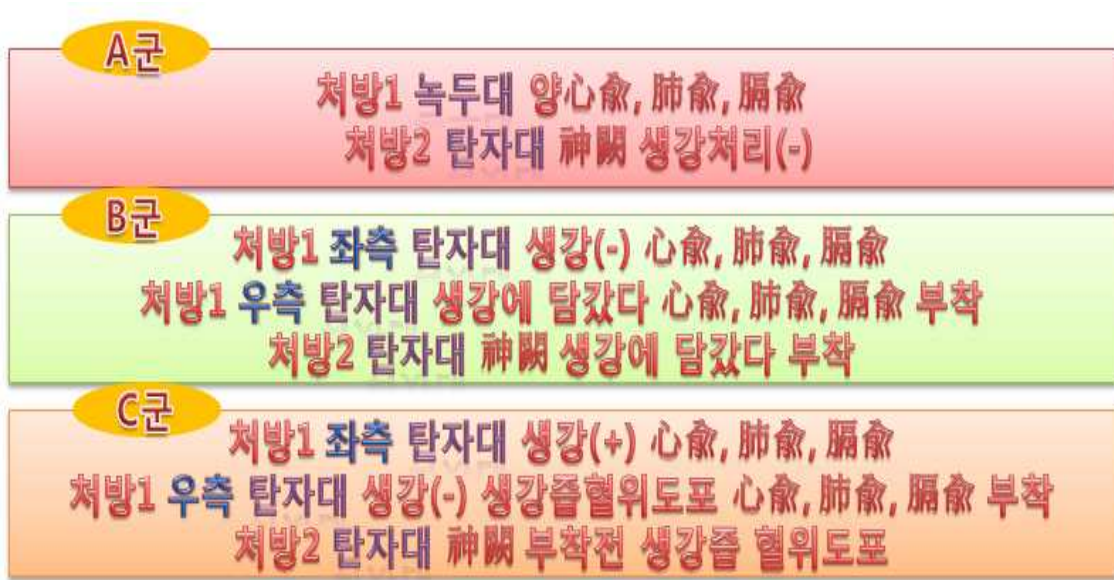 A군
처방1 녹두대 양心兪, 肺兪, 膈兪
처방2 탄자대 神闕 생강처리(-)
B군
처방1 좌측 탄자대 생강(-) 心兪, 肺兪, 膈兪
처방1 우측 탄자대 생강에 담갔다 心兪, 肺兪, 膈兪 부착
처방2 탄자대 神闕 생강에 담갔다 부착
C군
처방1 좌측 탄자대 생강(+) 心兪, 肺兪, 膈兪
처방1 우측 탄자대 생강(-) 생강즙혈위도포 心兪, 肺兪, 膈兪 부착
처방2 탄자대 神闕 부착전 생강즙 혈위도포